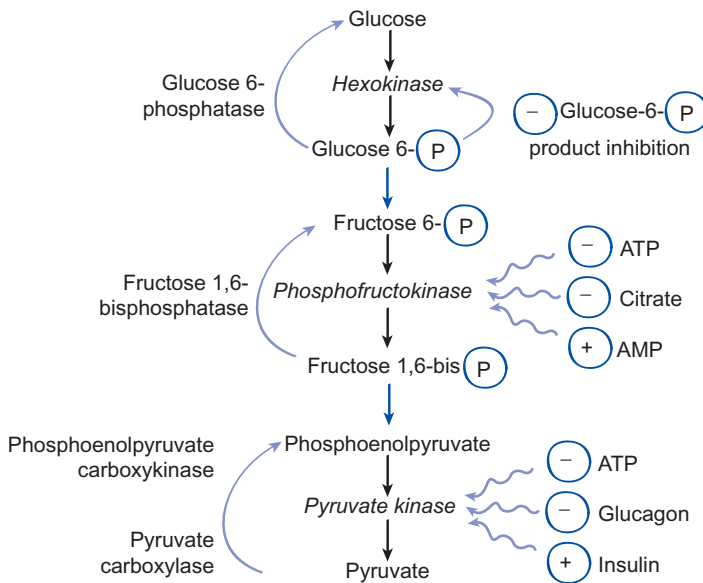 Glucose
Glucose 6-
phosphatase
Hexokinase
− Glucose-6- P
product inhibition
Glucose 6- P
Fructose 6- P
− ATP
Fructose 1,6-
bisphosphatase
Phosphofructokinase
− Citrate
+ AMP
Fructose 1,6-bis P
Phosphoenolpyruvate
carboxykinase
Phosphoenolpyruvate
− ATP
Pyruvate kinase
− Glucagon
Pyruvate
carboxylase
+ Insulin
Pyruvate